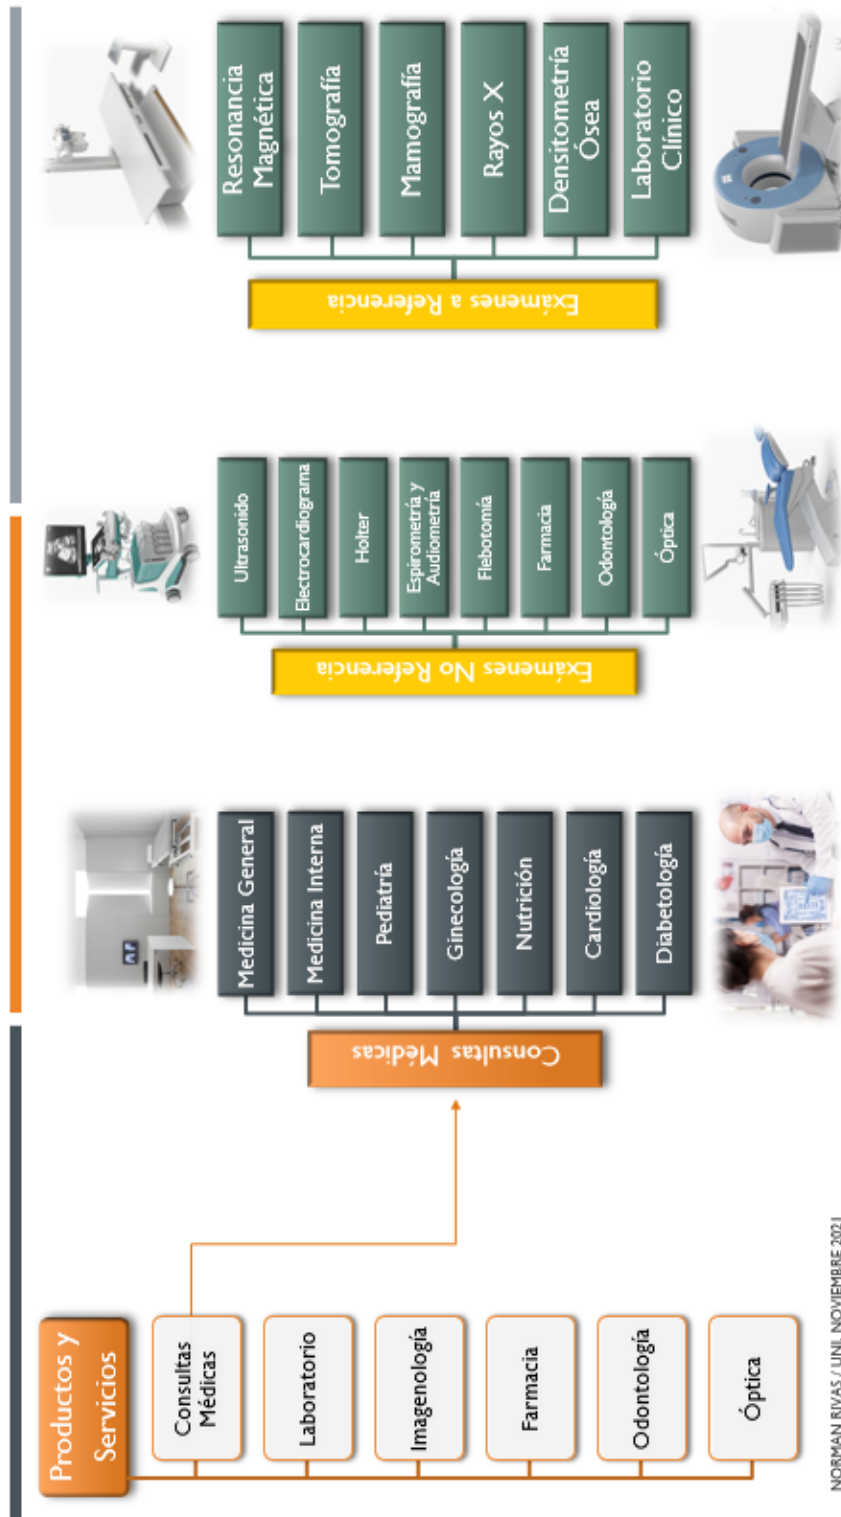 Productos y
Servicios
Consultas
Médicas
Laboratorio
Imagenología
Farmacia
Odontología
Óptica
Consultas Médicas
Medicina General
Medicina Interna
Pediatría
Ginecología
Nutrición
Cardiología
Diabetología
Exámenes No Referencia
Ultrasonido
Electrocardiograma
Holter
Espirometría y
Audiometría
Flebotomía
Farmacia
Odontología
Óptica
Exámenes a Referencia
Resonancia
Magnética
Tomografía
Mamografía
Rayos X
Densitometría
Ósea
Laboratorio
Clínico
NORMAN RIVAS / UNI. NOVIEMBRE 2021